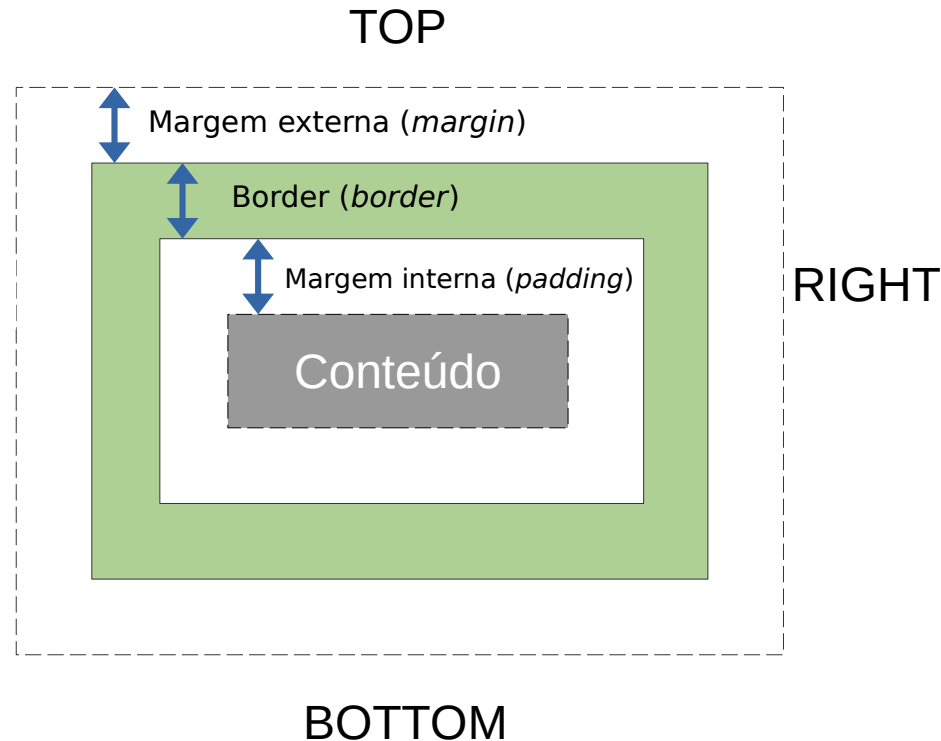 TOP
Margem externa (margin)
Border (border)
Margem interna (padding)
RIGHT
Conteúdo
BOTTOM